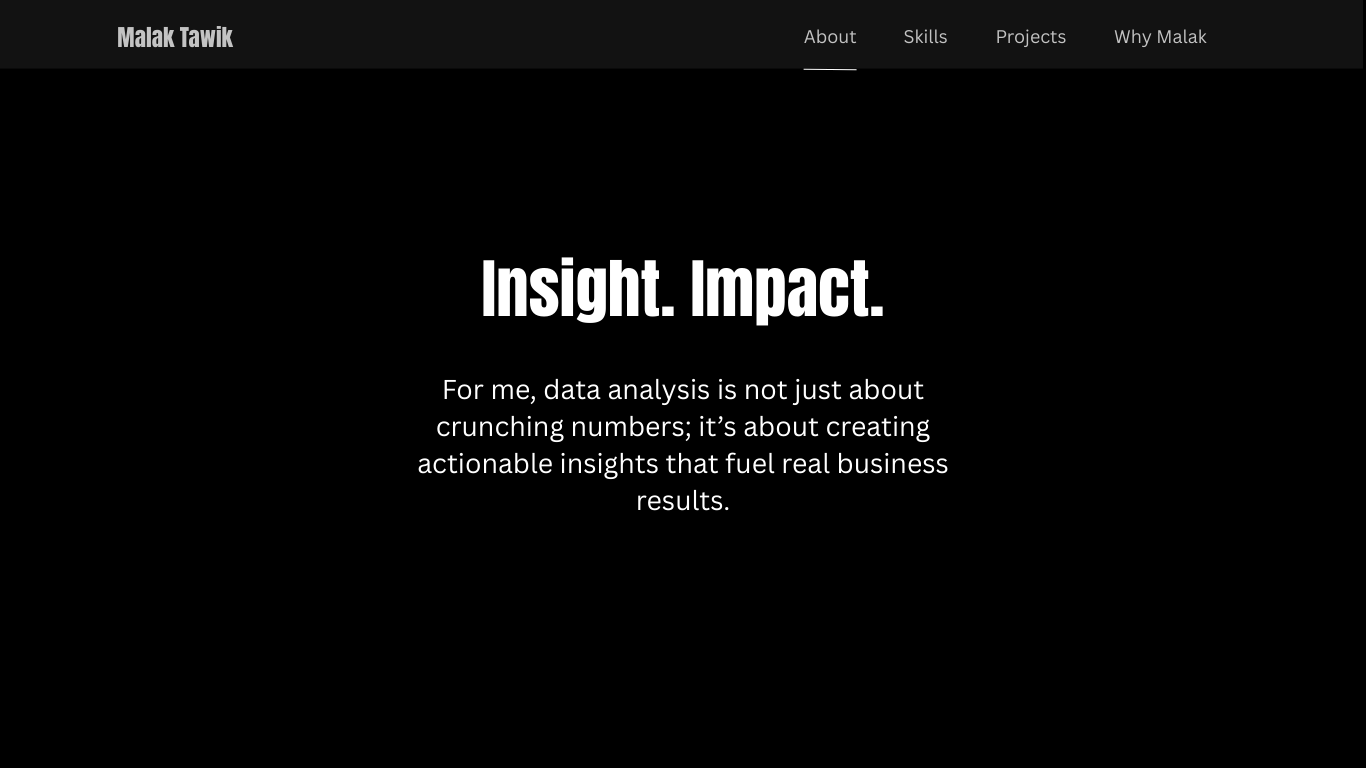 Malak Tawik
About Skills Projects Why Malak
Insight. Impact.
For me, data analysis is not just about
crunching numbers; it’s about creating
actionable insights that fuel real business
results.